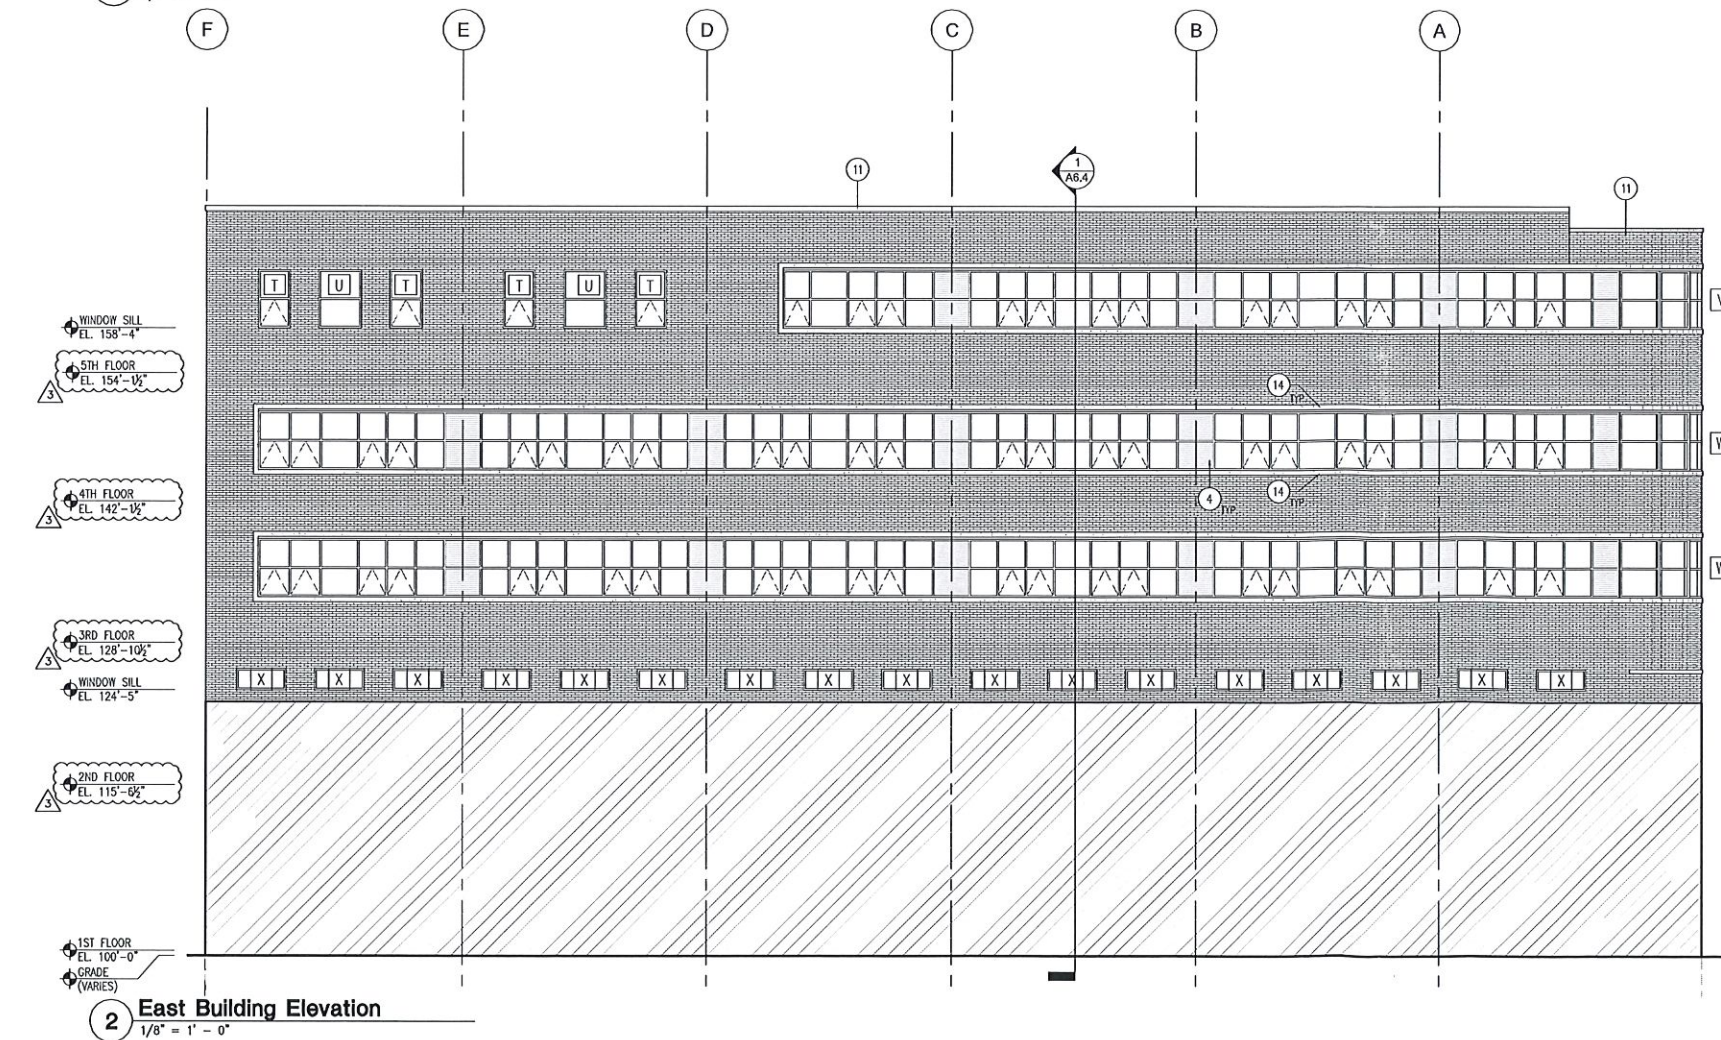 F
E
D
C
B
A
1
A6.4
11
11
T
U
T
T
U
T
WINDOW SILL
EL. 158'-4"
5TH FLOOR
EL. 154'-1½"
3
14
TYP.
4TH FLOOR
EL. 142'-1½"
3
4
TYP.
14
TYP.
3RD FLOOR
EL. 128'-10½"
3
WINDOW SILL
EL. 124'-5"
X X X X X X X X X X X X X X X X X
2ND FLOOR
EL. 115'-6½"
3
1ST FLOOR
EL. 100'-0"
GRADE
(VARIES)
2
East Building Elevation
1/8" = 1' - 0"